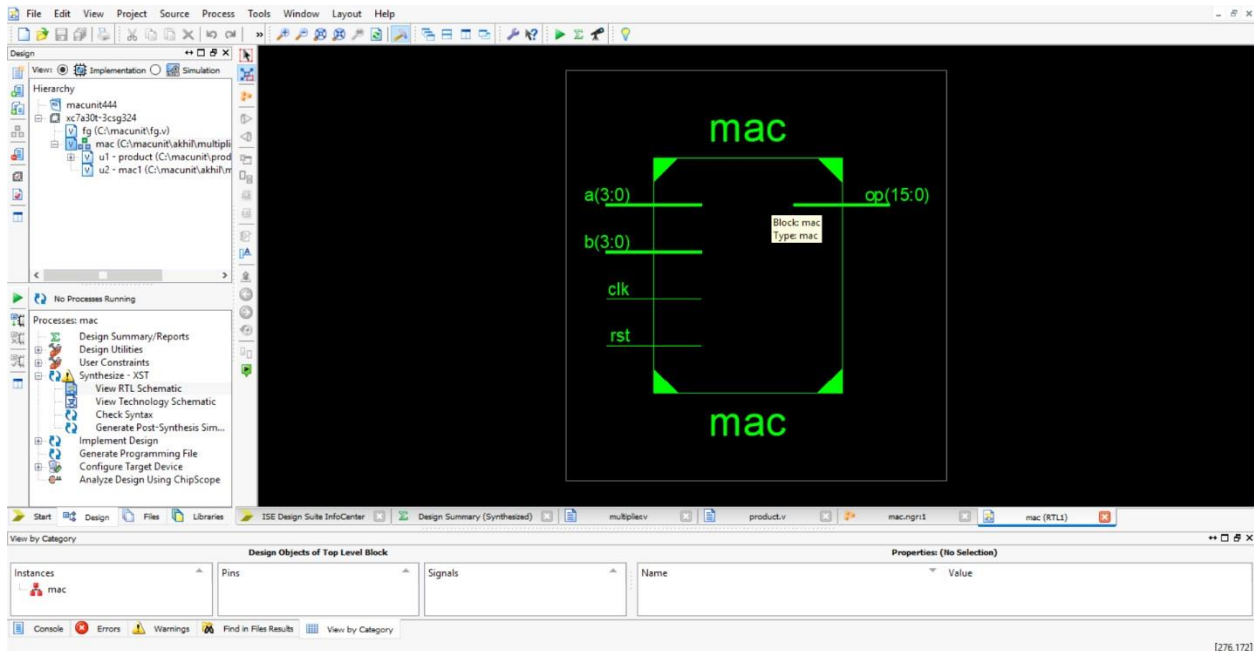 File Edit View Project Source Process Tools Window Layout Help
Design
View: Implementation Simulation
Hierarchy
macunit444
xc7a30t-3csg324
fg (C:\macunit\fg.v)
mac (C:\macunit\akhil\multipli
u1 - product (C:\macunit\prod
u2 - mac1 (C:\macunit\akhil\m
No Processes Running
Processes: mac
Design Summary/Reports
Design Utilities
User Constraints
Synthesize - XST
View RTL Schematic
View Technology Schematic
Check Syntax
Generate Post-Synthesis Sim...
Implement Design
Generate Programming File
Configure Target Device
Analyze Design Using ChipScope
mac
a(3:0)
op(15:0)
Block: mac
Type: mac
b(3:0)
clk
rst
mac
Start Design Files Libraries
ISE Design Suite InfoCenter Design Summary (Synthesized) multiplier.v product.v mac.ngr:1 mac (RTL1)
View by Category
Design Objects of Top Level Block Properties: (No Selection)
Instances Pins Signals Name Value
mac
Console Errors Warnings Find in Files Results View by Category
[276,172]